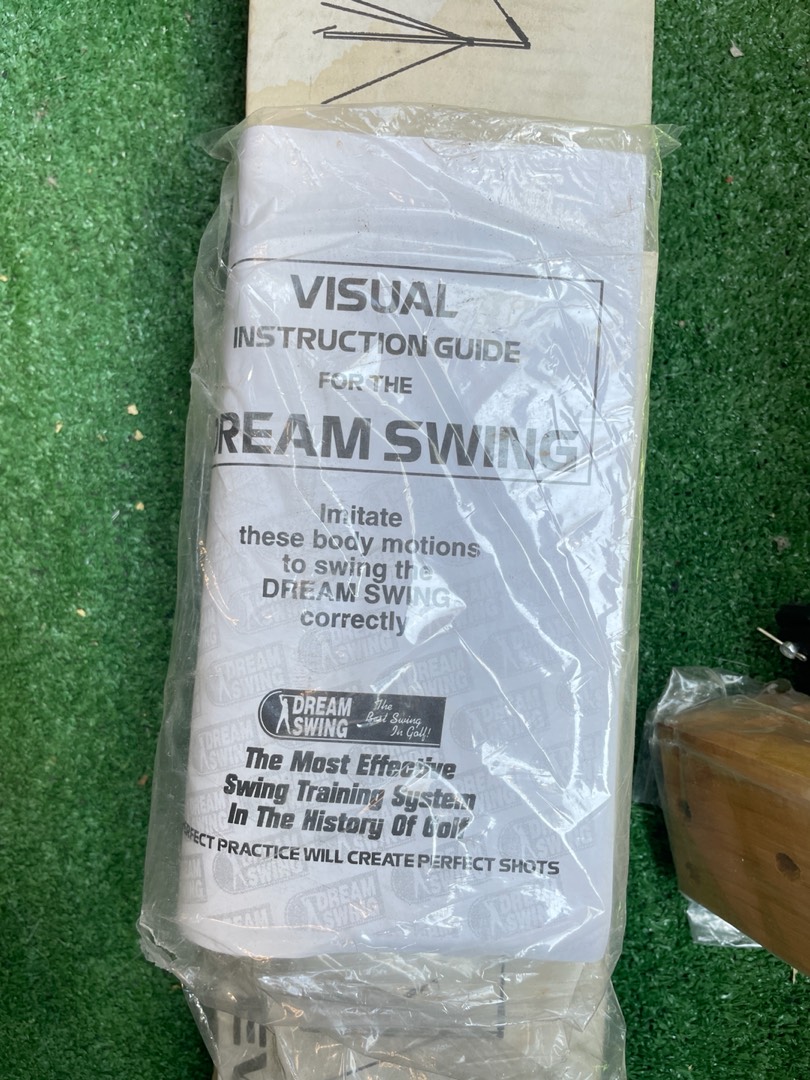 VISUAL
INSTRUCTION GUIDE
FOR THE
DREAM SWING
Imitate
these body motions
to swing the
DREAM SWING
correctly
DREAM
SWING
The
Best Swing
In Golf!
The Most Effective
Swing Training System
In The History Of Golf
PERFECT PRACTICE WILL CREATE PERFECT SHOTS